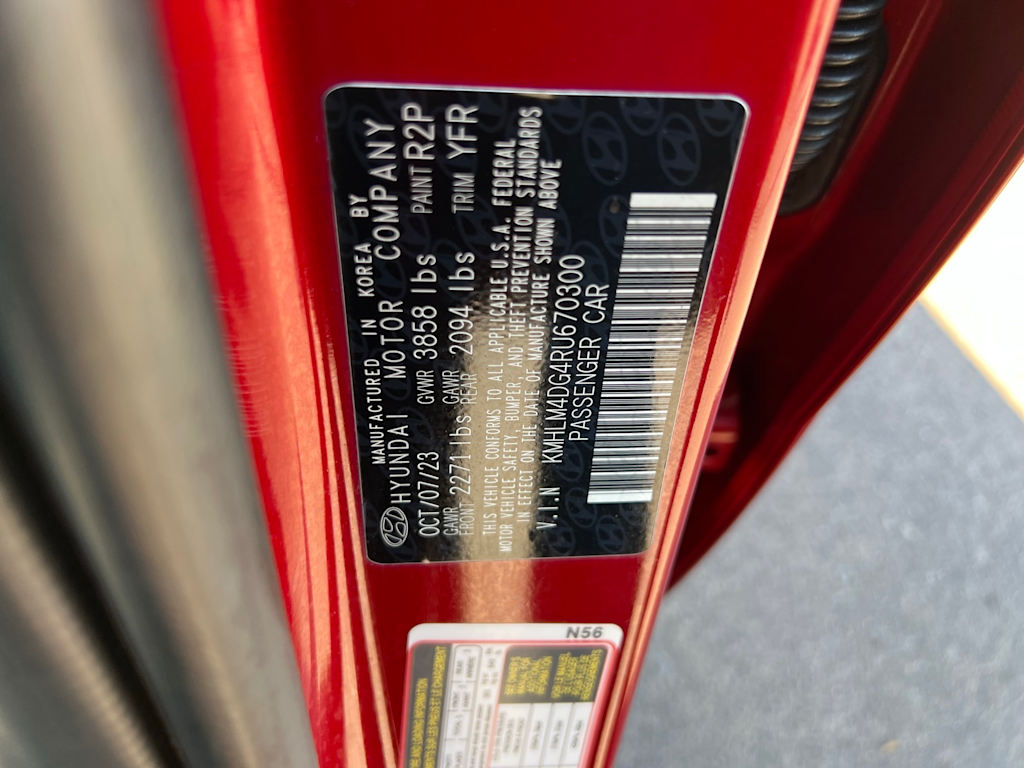 MANUFACTURED IN KOREA BY
HYUNDAI MOTOR COMPANY
OCT/07/23 GVWR 3858 lbs PAINT R2P
GAWR FRONT 2271 lbs GAWR REAR 2094 lbs TRIM YFR
THIS VEHICLE CONFORMS TO ALL APPLICABLE U.S.A. FEDERAL
MOTOR VEHICLE SAFETY, BUMPER, AND THEFT PREVENTION STANDARDS
IN EFFECT ON THE DATE OF MANUFACTURE SHOWN ABOVE
V.I.N KMHLM4DG4RU670300
PASSENGER CAR
N56